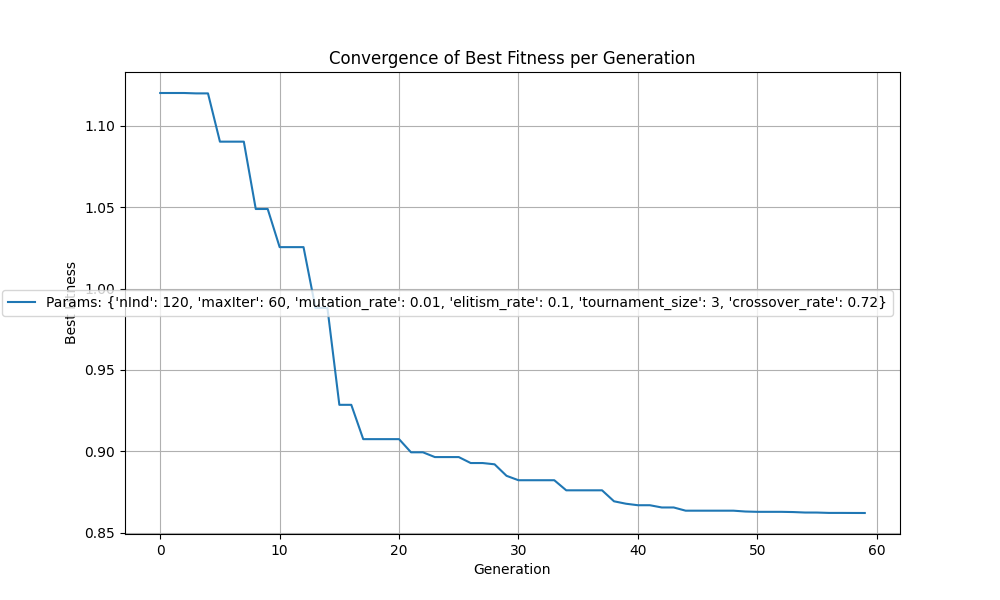 Convergence of Best Fitness per Generation
1.10
1.05
1.00
Best Fitness
Params: {'nInd': 120, 'maxIter': 60, 'mutation_rate': 0.01, 'elitism_rate': 0.1, 'tournament_size': 3, 'crossover_rate': 0.72}
0.95
0.90
0.85
0 10 20 30 40 50 60
Generation